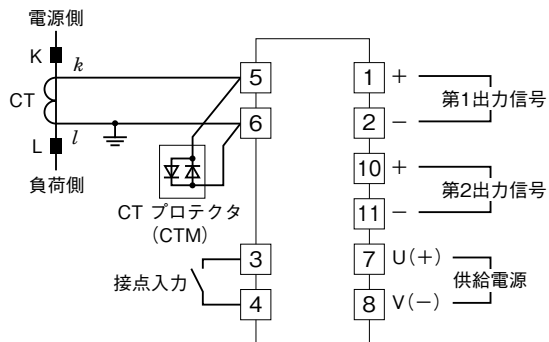 電源側
K
k
CT
l
L
負荷側
CT プロテクタ
(CTM)
接点入力
5
6
3
4
1 +
2 −
第1出力信号
10 +
11 −
第2出力信号
7 U(+)
8 V(−)
供給電源